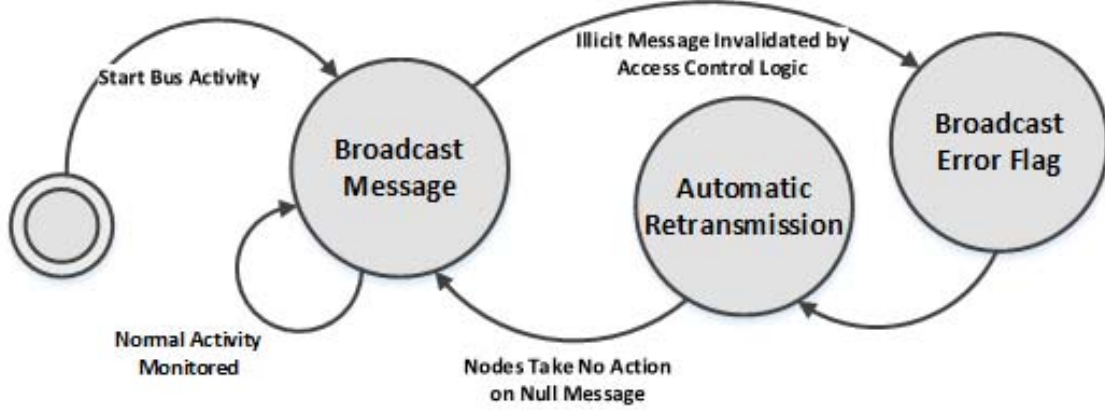 Start Bus Activity
Illicit Message Invalidated by
Access Control Logic
Broadcast
Message
Broadcast
Error Flag
Automatic
Retransmission
Normal Activity
Monitored
Nodes Take No Action
on Null Message